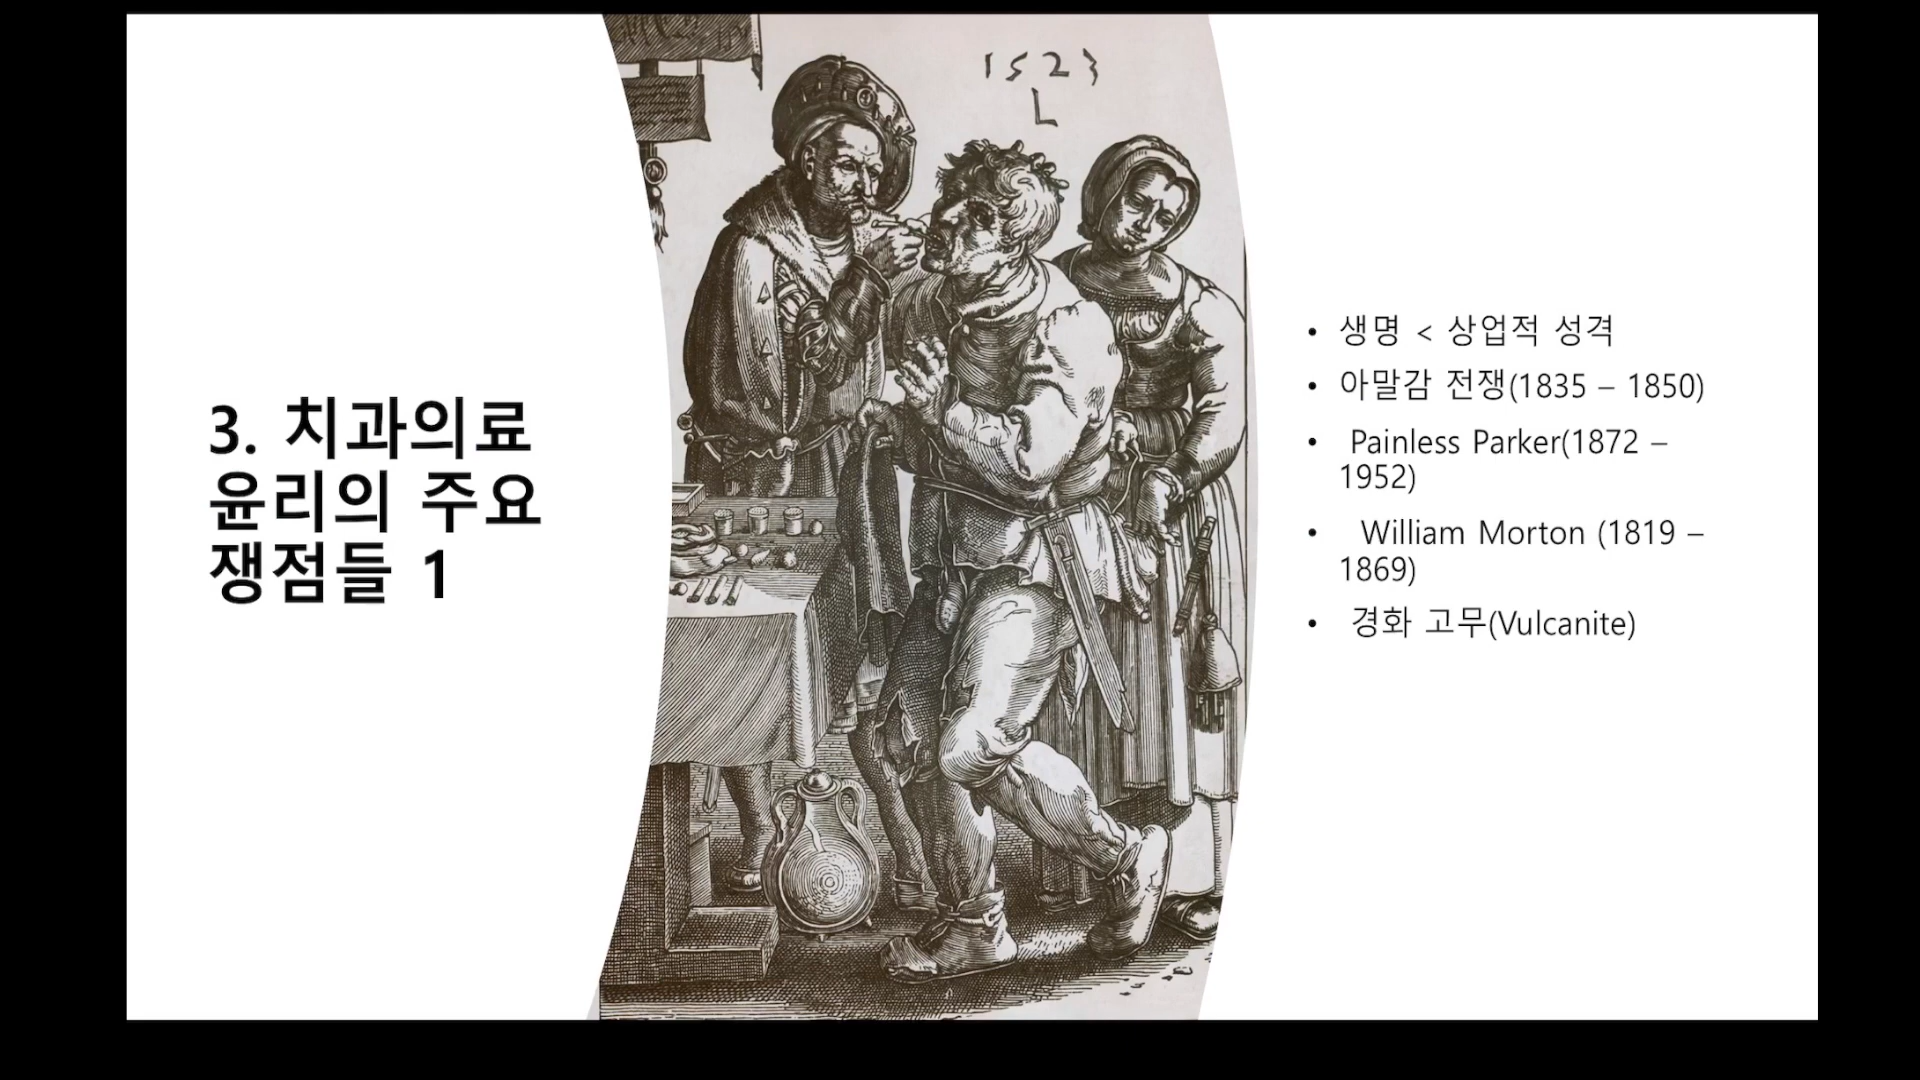 3. 치과의료
윤리의 주요
쟁점들 1
1523
L
• 생명 < 상업적 성격
• 아말감 전쟁(1835 – 1850)
• Painless Parker(1872 –
1952)
• William Morton (1819 –
1869)
• 경화 고무(Vulcanite)